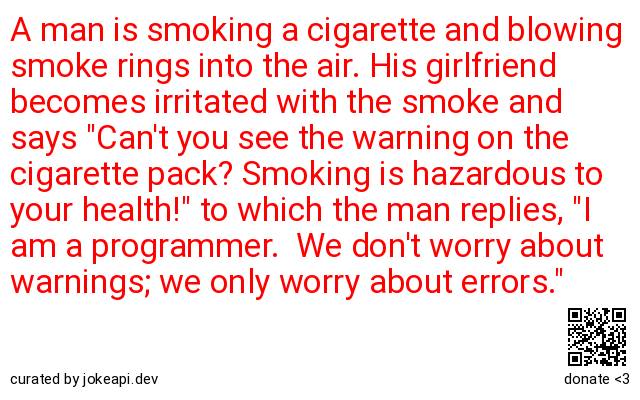 A man is smoking a cigarette and blowing
smoke rings into the air. His girlfriend
becomes irritated with the smoke and
says "Can't you see the warning on the
cigarette pack? Smoking is hazardous to
your health!" to which the man replies, "I
am a programmer.  We don't worry about
warnings; we only worry about errors."
curated by jokeapi.dev
donate <3